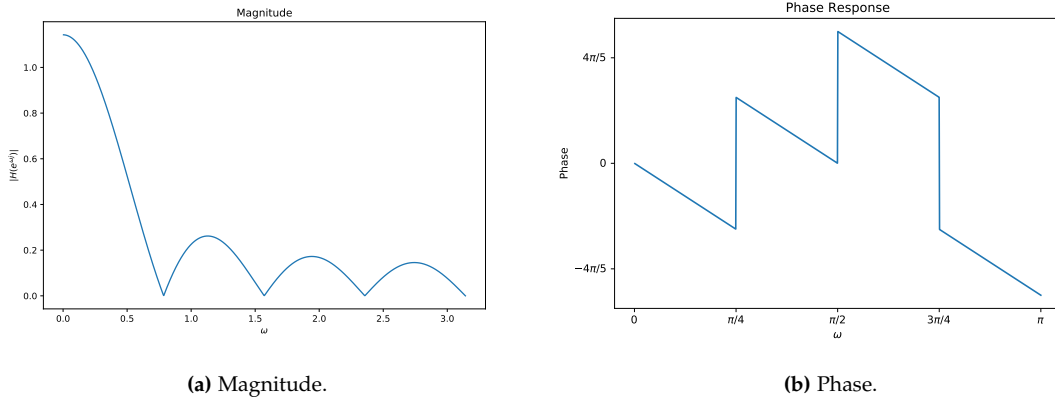 Magnitude
|H(e^{ωj})|
1.0
0.8
0.6
0.4
0.2
0.0
0.0 0.5 1.0 1.5 2.0 2.5 3.0
ω
(a) Magnitude.
Phase Response
Phase
4π/5
0
−4π/5
0 π/4 π/2 3π/4 π
ω
(b) Phase.